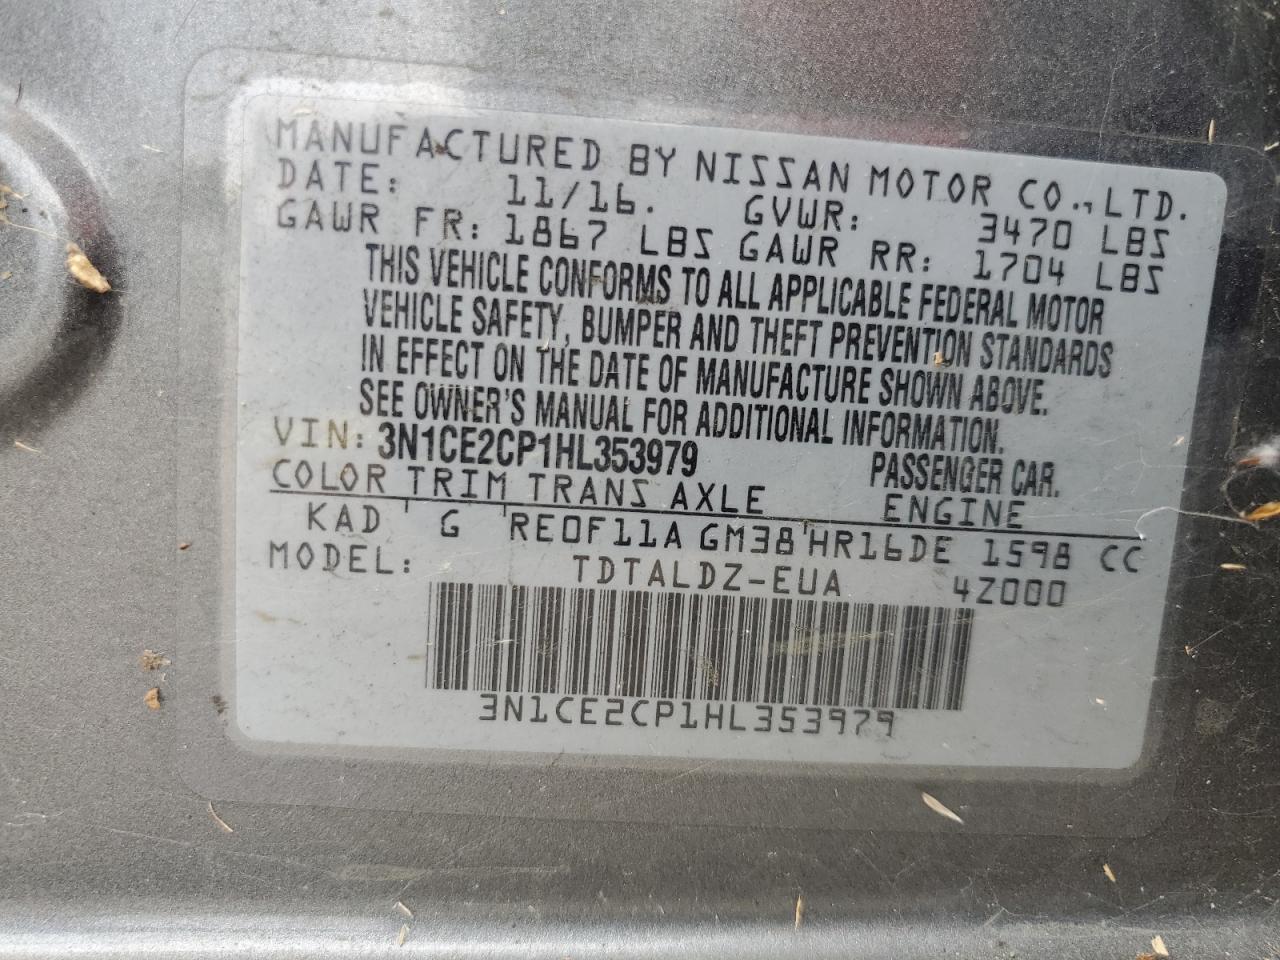 MANUFACTURED BY NISSAN MOTOR CO., LTD.
DATE: 11/16. GVWR: 3470 LBS
GAWR FR: 1867 LBS GAWR RR: 1704 LBS
THIS VEHICLE CONFORMS TO ALL APPLICABLE FEDERAL MOTOR
VEHICLE SAFETY, BUMPER AND THEFT PREVENTION STANDARDS
IN EFFECT ON THE DATE OF MANUFACTURE SHOWN ABOVE.
SEE OWNER'S MANUAL FOR ADDITIONAL INFORMATION.
VIN: 3N1CE2CP1HL353979 PASSENGER CAR.
COLOR TRIM TRANS AXLE ENGINE
KAD G RE0F11A GM38 HR16DE 1598 CC
MODEL: TDTALDZ-EUA 4Z000
3N1CE2CP1HL353979